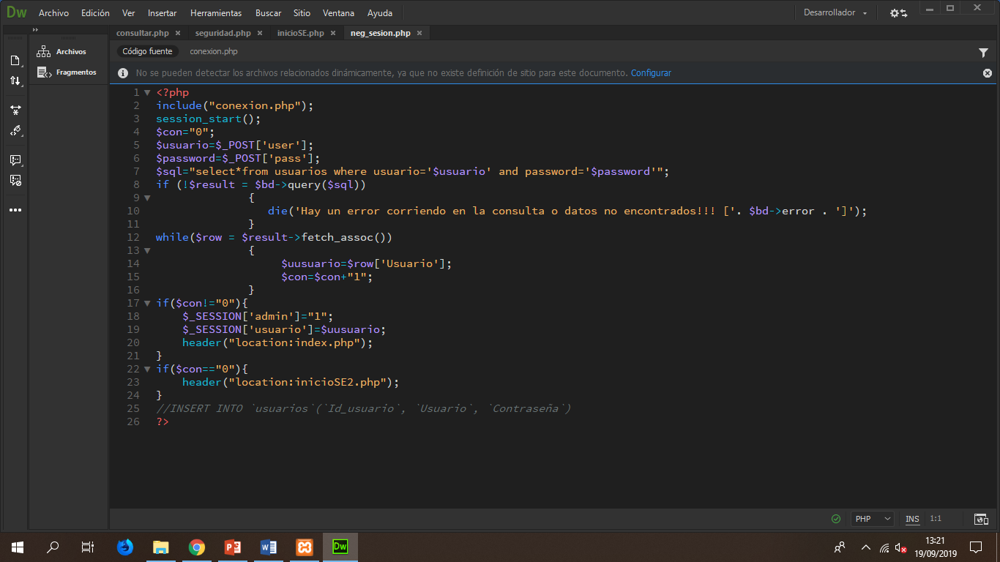 Dw Archivo Edición Ver Insertar Herramientas Buscar Sitio Ventana Ayuda Desarrollador
consultar.php seguridad.php inicioSE.php neg_sesion.php
Archivos
Fragmentos
Código fuente conexion.php
No se pueden detectar los archivos relacionados dinámicamente, ya que no existe definición de sitio para este documento. Configurar
1 <?php
2 include("conexion.php");
3 session_start();
4 $con="0";
5 $usuario=$_POST['user'];
6 $password=$_POST['pass'];
7 $sql="select*from usuarios where usuario='$usuario' and password='$password'";
8 if (!$result = $bd->query($sql))
9 {
10 die('Hay un error corriendo en la consulta o datos no encontrados!!! ['. $bd->error . ']');
11 }
12 while($row = $result->fetch_assoc())
13 {
14 $uusuario=$row['Usuario'];
15 $con=$con+"1";
16 }
17 if($con!="0"){
18 $_SESSION['admin']="1";
19 $_SESSION['usuario']=$uusuario;
20 header("location:index.php");
21 }
22 if($con=="0"){
23 header("location:inicioSE2.php");
24 }
25 //INSERT INTO `usuarios`(`Id_usuario`, `Usuario`, `Contraseña`)
26 ?>
PHP INS 1:1
Dw
13:21
19/09/2019